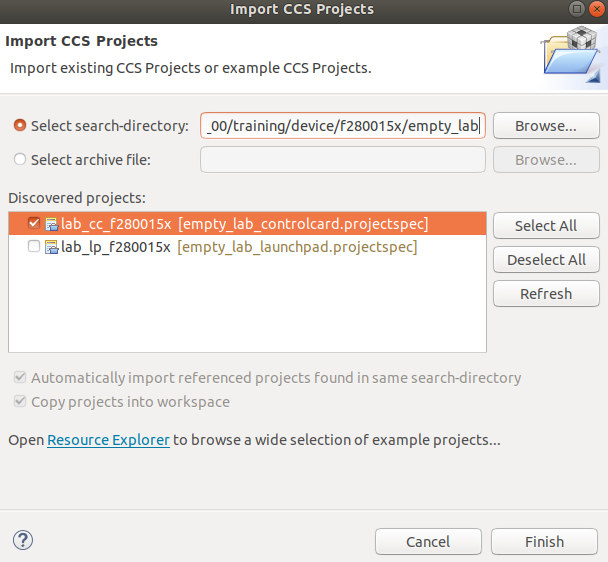 Import CCS Projects
Import CCS Projects
Import existing CCS Projects or example CCS Projects.
Select search-directory: _00/training/device/f280015x/empty_lab Browse...
Select archive file: Browse...
Discovered projects:
lab_cc_f280015x [empty_lab_controlcard.projectspec] Select All
lab_lp_f280015x [empty_lab_launchpad.projectspec] Deselect All
Refresh
Automatically import referenced projects found in same search-directory
Copy projects into workspace
Open Resource Explorer to browse a wide selection of example projects...
? Cancel Finish